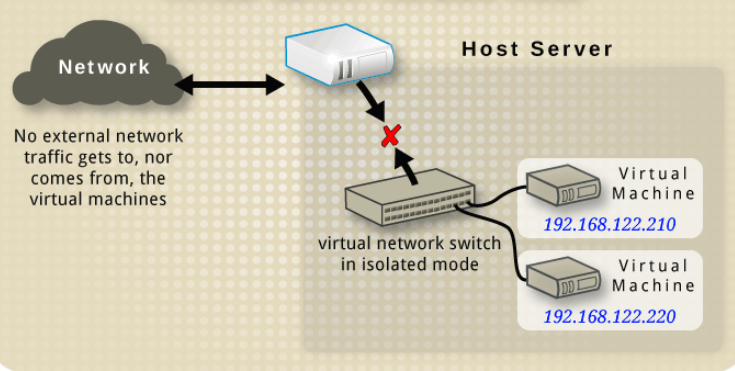 Network
Host Server
No external network
traffic gets to, nor
comes from, the
virtual machines
virtual network switch
in isolated mode
Virtual
Machine
192.168.122.210
Virtual
Machine
192.168.122.220